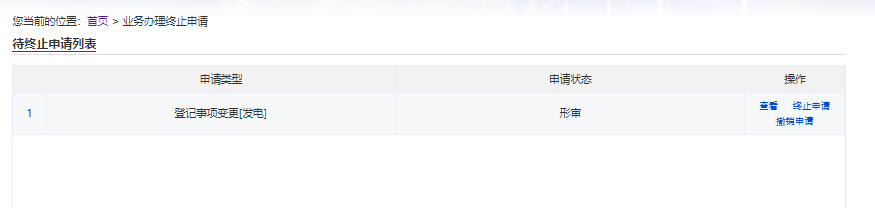 您当前的位置：首页 > 业务办理终止申请
待终止申请列表
申请类型 申请状态 操作
1 登记事项变更[发电] 形审 查看 终止申请
撤销申请